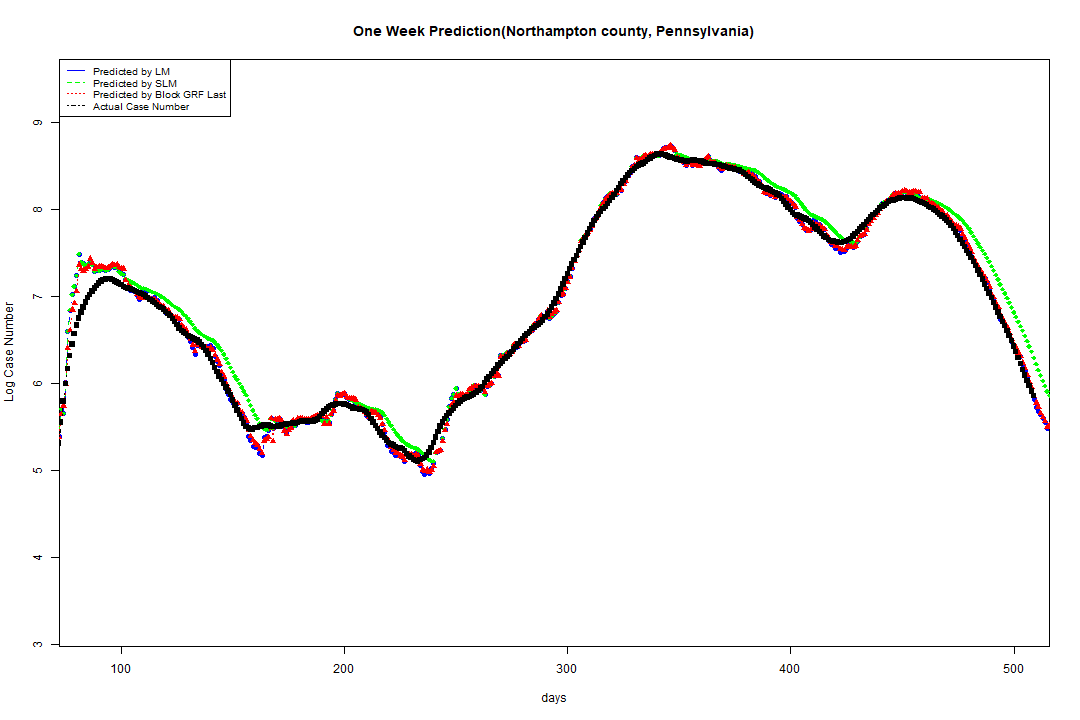 One Week Prediction(Northampton county, Pennsylvania)
Predicted by LM
Predicted by SLM
Predicted by Block GRF Last
Actual Case Number
9
8
7
6
5
4
3
Log Case Number
100 200 300 400 500
days